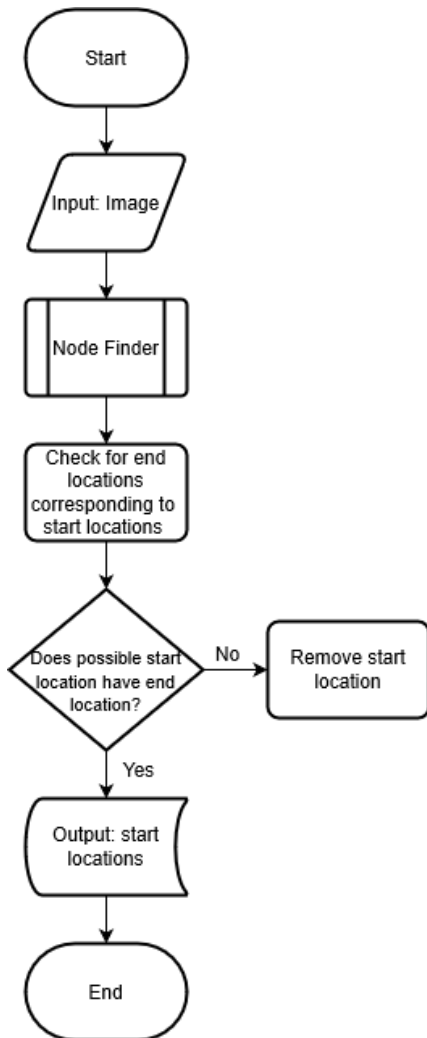 Start
Input: Image
Node Finder
Check for end
locations
corresponding to
start locations
Does possible start
location have end
location?
No
Remove start
location
Yes
Output: start
locations
End